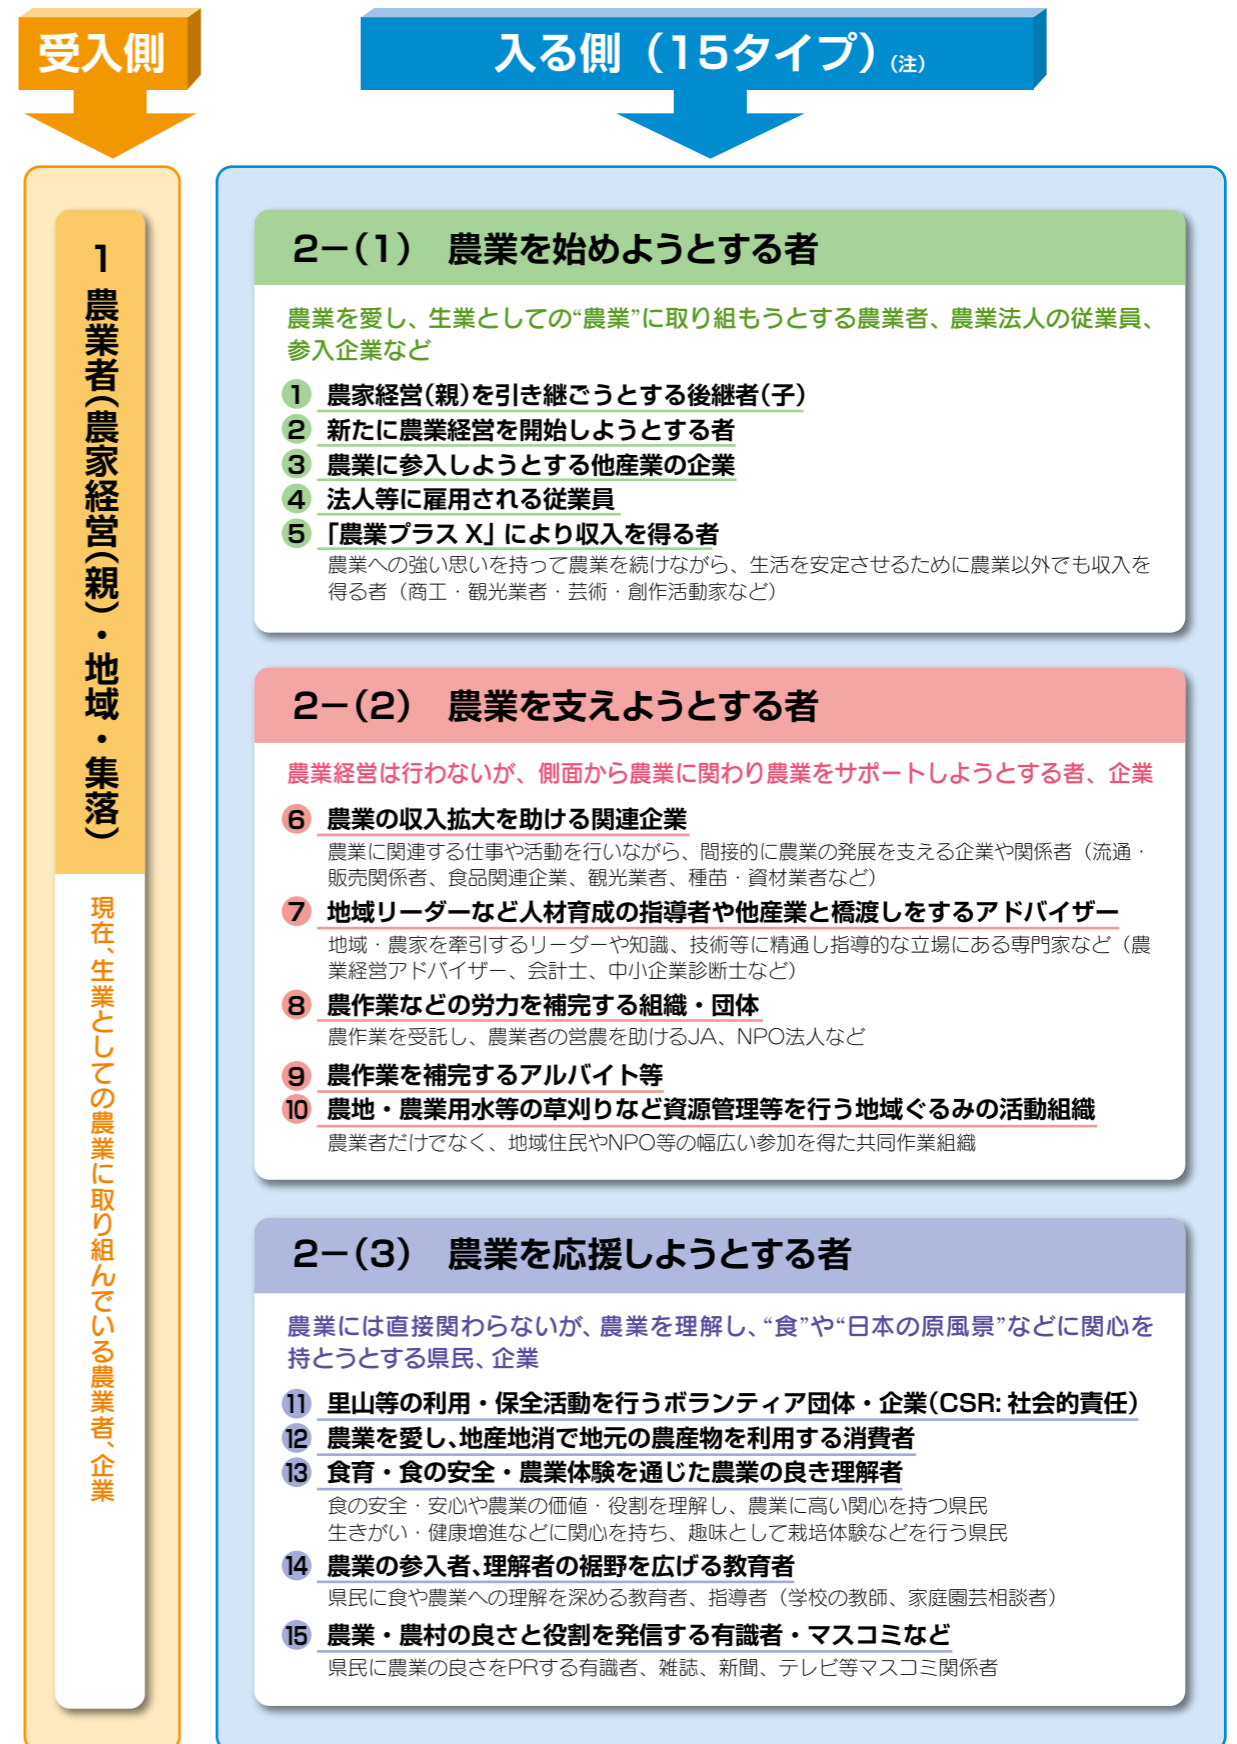 受入側
入る側（15タイプ）(注)
1 農業者(農家経営(親)・地域・集落)
現在、生業としての農業に取り組んでいる農業者、企業
2－(1) 農業を始めようとする者
農業を愛し、生業としての“農業”に取り組もうとする農業者、農業法人の従業員、
参入企業など
1 農家経営(親)を引き継ごうとする後継者(子)
2 新たに農業経営を開始しようとする者
3 農業に参入しようとする他産業の企業
4 法人等に雇用される従業員
5 「農業プラス X」により収入を得る者
農業への強い思いを持って農業を続けながら、生活を安定させるために農業以外でも収入を
得る者（商工・観光業者・芸術・創作活動家など）
2－(2) 農業を支えようとする者
農業経営は行わないが、側面から農業に関わり農業をサポートしようとする者、企業
6 農業の収入拡大を助ける関連企業
農業に関連する仕事や活動を行いながら、間接的に農業の発展を支える企業や関係者（流通・
販売関係者、食品関連企業、観光業者、種苗・資材業者など）
7 地域リーダーなど人材育成の指導者や他産業と橋渡しをするアドバイザー
地域・農家を牽引するリーダーや知識、技術等に精通し指導的な立場にある専門家など（農
業経営アドバイザー、会計士、中小企業診断士など）
8 農作業などの労力を補完する組織・団体
農作業を受託し、農業者の営農を助けるJA、NPO法人など
9 農作業を補完するアルバイト等
10 農地・農業用水等の草刈りなど資源管理等を行う地域ぐるみの活動組織
農業者だけでなく、地域住民やNPO等の幅広い参加を得た共同作業組織
2－(3) 農業を応援しようとする者
農業には直接関わらないが、農業を理解し、“食”や“日本の原風景”などに関心を
持とうとする県民、企業
11 里山等の利用・保全活動を行うボランティア団体・企業(CSR: 社会的責任)
12 農業を愛し、地産地消で地元の農産物を利用する消費者
13 食育・食の安全・農業体験を通じた農業の良き理解者
食の安全・安心や農業の価値・役割を理解し、農業に高い関心を持つ県民
生きがい・健康増進などに関心を持ち、趣味として栽培体験などを行う県民
14 農業の参入者、理解者の裾野を広げる教育者
県民に食や農業への理解を深める教育者、指導者（学校の教師、家庭園芸相談者）
15 農業・農村の良さと役割を発信する有識者・マスコミなど
県民に農業の良さをPRする有識者、雑誌、新聞、テレビ等マスコミ関係者